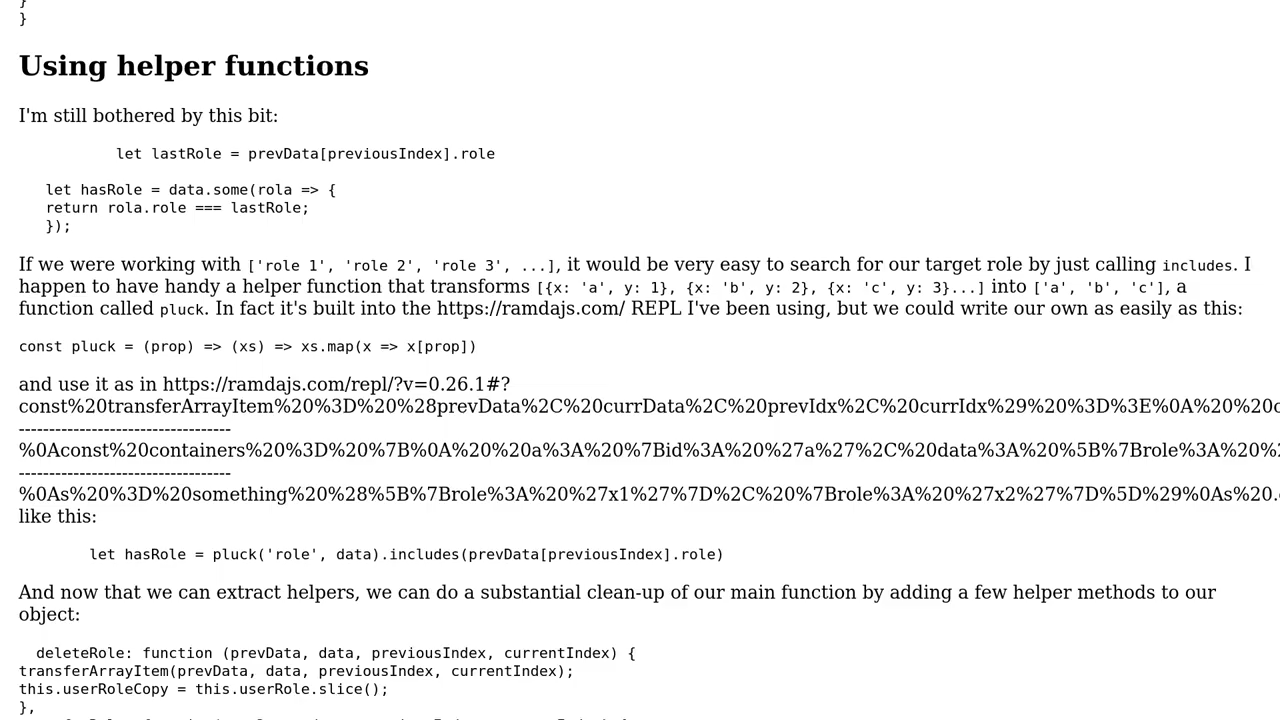 }
}
Using helper functions
I'm still bothered by this bit:
let lastRole = prevData[previousIndex].role
let hasRole = data.some(rola => {
return rola.role === lastRole;
});
If we were working with ['role 1', 'role 2', 'role 3', ...], it would be very easy to search for our target role by just calling includes. I
happen to have handy a helper function that transforms [{x: 'a', y: 1}, {x: 'b', y: 2}, {x: 'c', y: 3}...] into ['a', 'b', 'c'], a
function called pluck. In fact it's built into the https://ramdajs.com/ REPL I've been using, but we could write our own as easily as this:
const pluck = (prop) => (xs) => xs.map(x => x[prop])
and use it as in https://ramdajs.com/repl/?v=0.26.1#?
const%20transferArrayItem%20%3D%20%28prevData%2C%20currData%2C%20prevIdx%2C%20currIdx%29%20%3D%3E%0A%20%20
-----------------------------------
%0Aconst%20containers%20%3D%20%7B%0A%20%20a%3A%20%7Bid%3A%20%27a%27%2C%20data%3A%20%5B%7Brole%3A%20%
-----------------------------------
%0As%20%3D%20something%20%28%5B%7Brole%3A%20%27x1%27%7D%2C%20%7Brole%3A%20%27x2%27%7D%5D%29%0As%20.
like this:
let hasRole = pluck('role', data).includes(prevData[previousIndex].role)
And now that we can extract helpers, we can do a substantial clean-up of our main function by adding a few helper methods to our
object:
deleteRole: function (prevData, data, previousIndex, currentIndex) {
transferArrayItem(prevData, data, previousIndex, currentIndex);
this.userRoleCopy = this.userRole.slice();
},